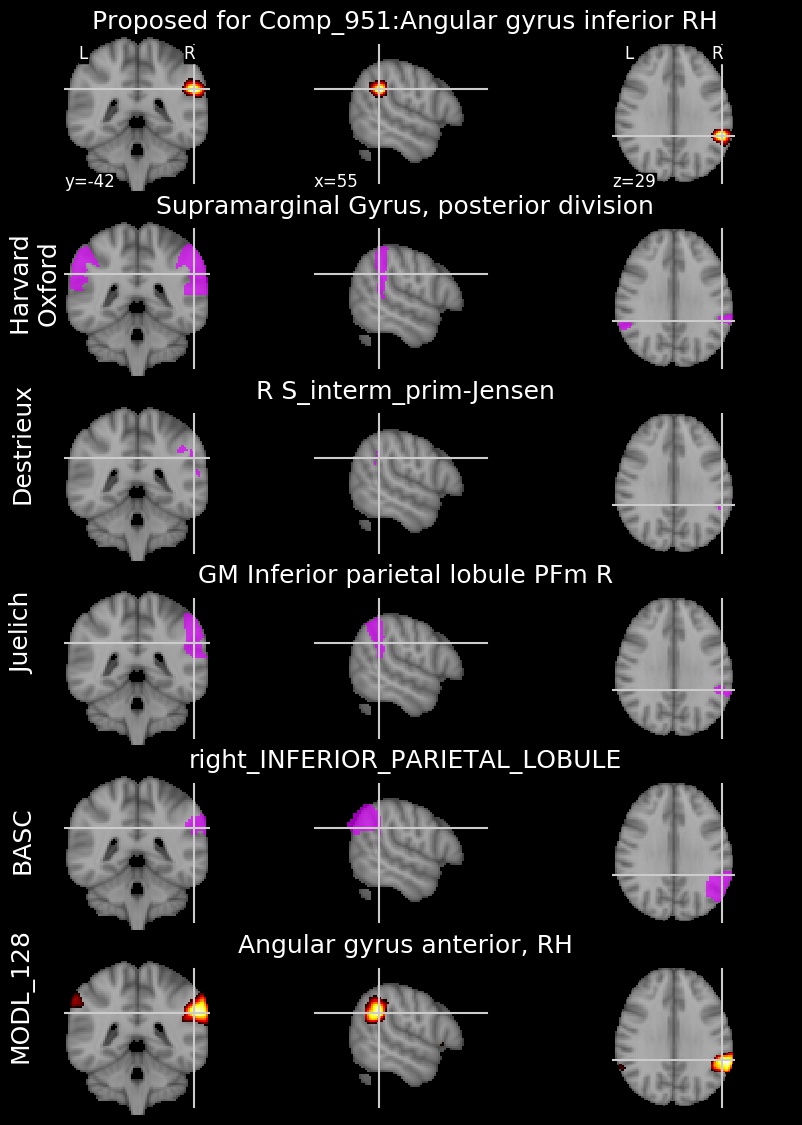 Proposed for Comp_951:Angular gyrus inferior RH
L R L R
y=-42 x=55 z=29
Supramarginal Gyrus, posterior division
Harvard
Oxford
R S_interm_prim-Jensen
Destrieux
GM Inferior parietal lobule PFm R
Juelich
right_INFERIOR_PARIETAL_LOBULE
BASC
Angular gyrus anterior, RH
MODL_128